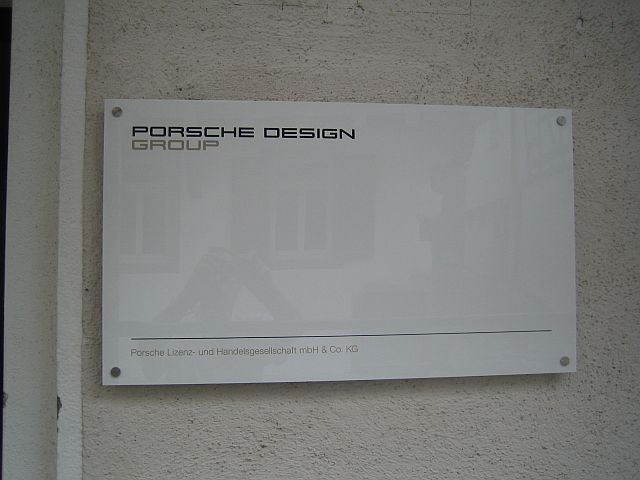 PORSCHE DESIGN
GROUP
Porsche Lizenz- und Handelsgesellschaft mbH & Co. KG